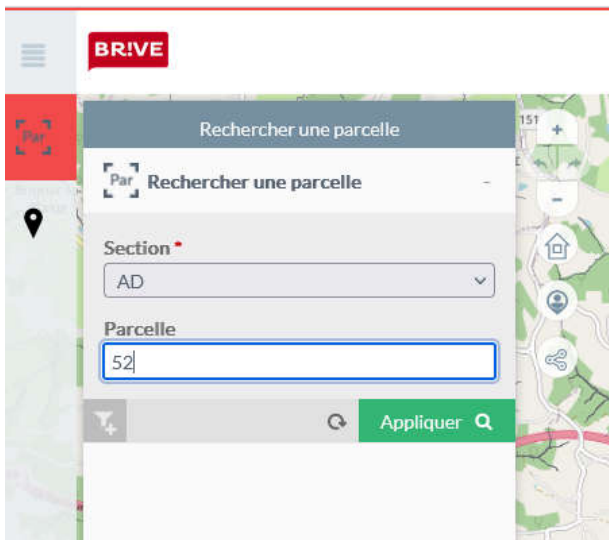 BR!VE
Rechercher une parcelle
151
Par
Par Rechercher une parcelle -
Section *
AD
Parcelle
52
Appliquer